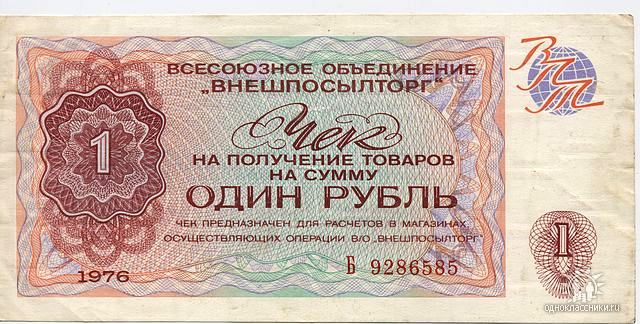 ВСЕСОЮЗНОЕ ОБЪЕДИНЕНИЕ
„ВНЕШПОСЫЛТОРГ"
ВПТ
1
Чек
НА ПОЛУЧЕНИЕ ТОВАРОВ
НА СУММУ
ОДИН РУБЛЬ
ЧЕК ПРЕДНАЗНАЧЕН ДЛЯ РАСЧЕТОВ В МАГАЗИНАХ,
ОСУЩЕСТВЛЯЮЩИХ ОПЕРАЦИИ В/О „ВНЕШПОСЫЛТОРГ"
1
1976
Б 9286585
одноклассники.ru